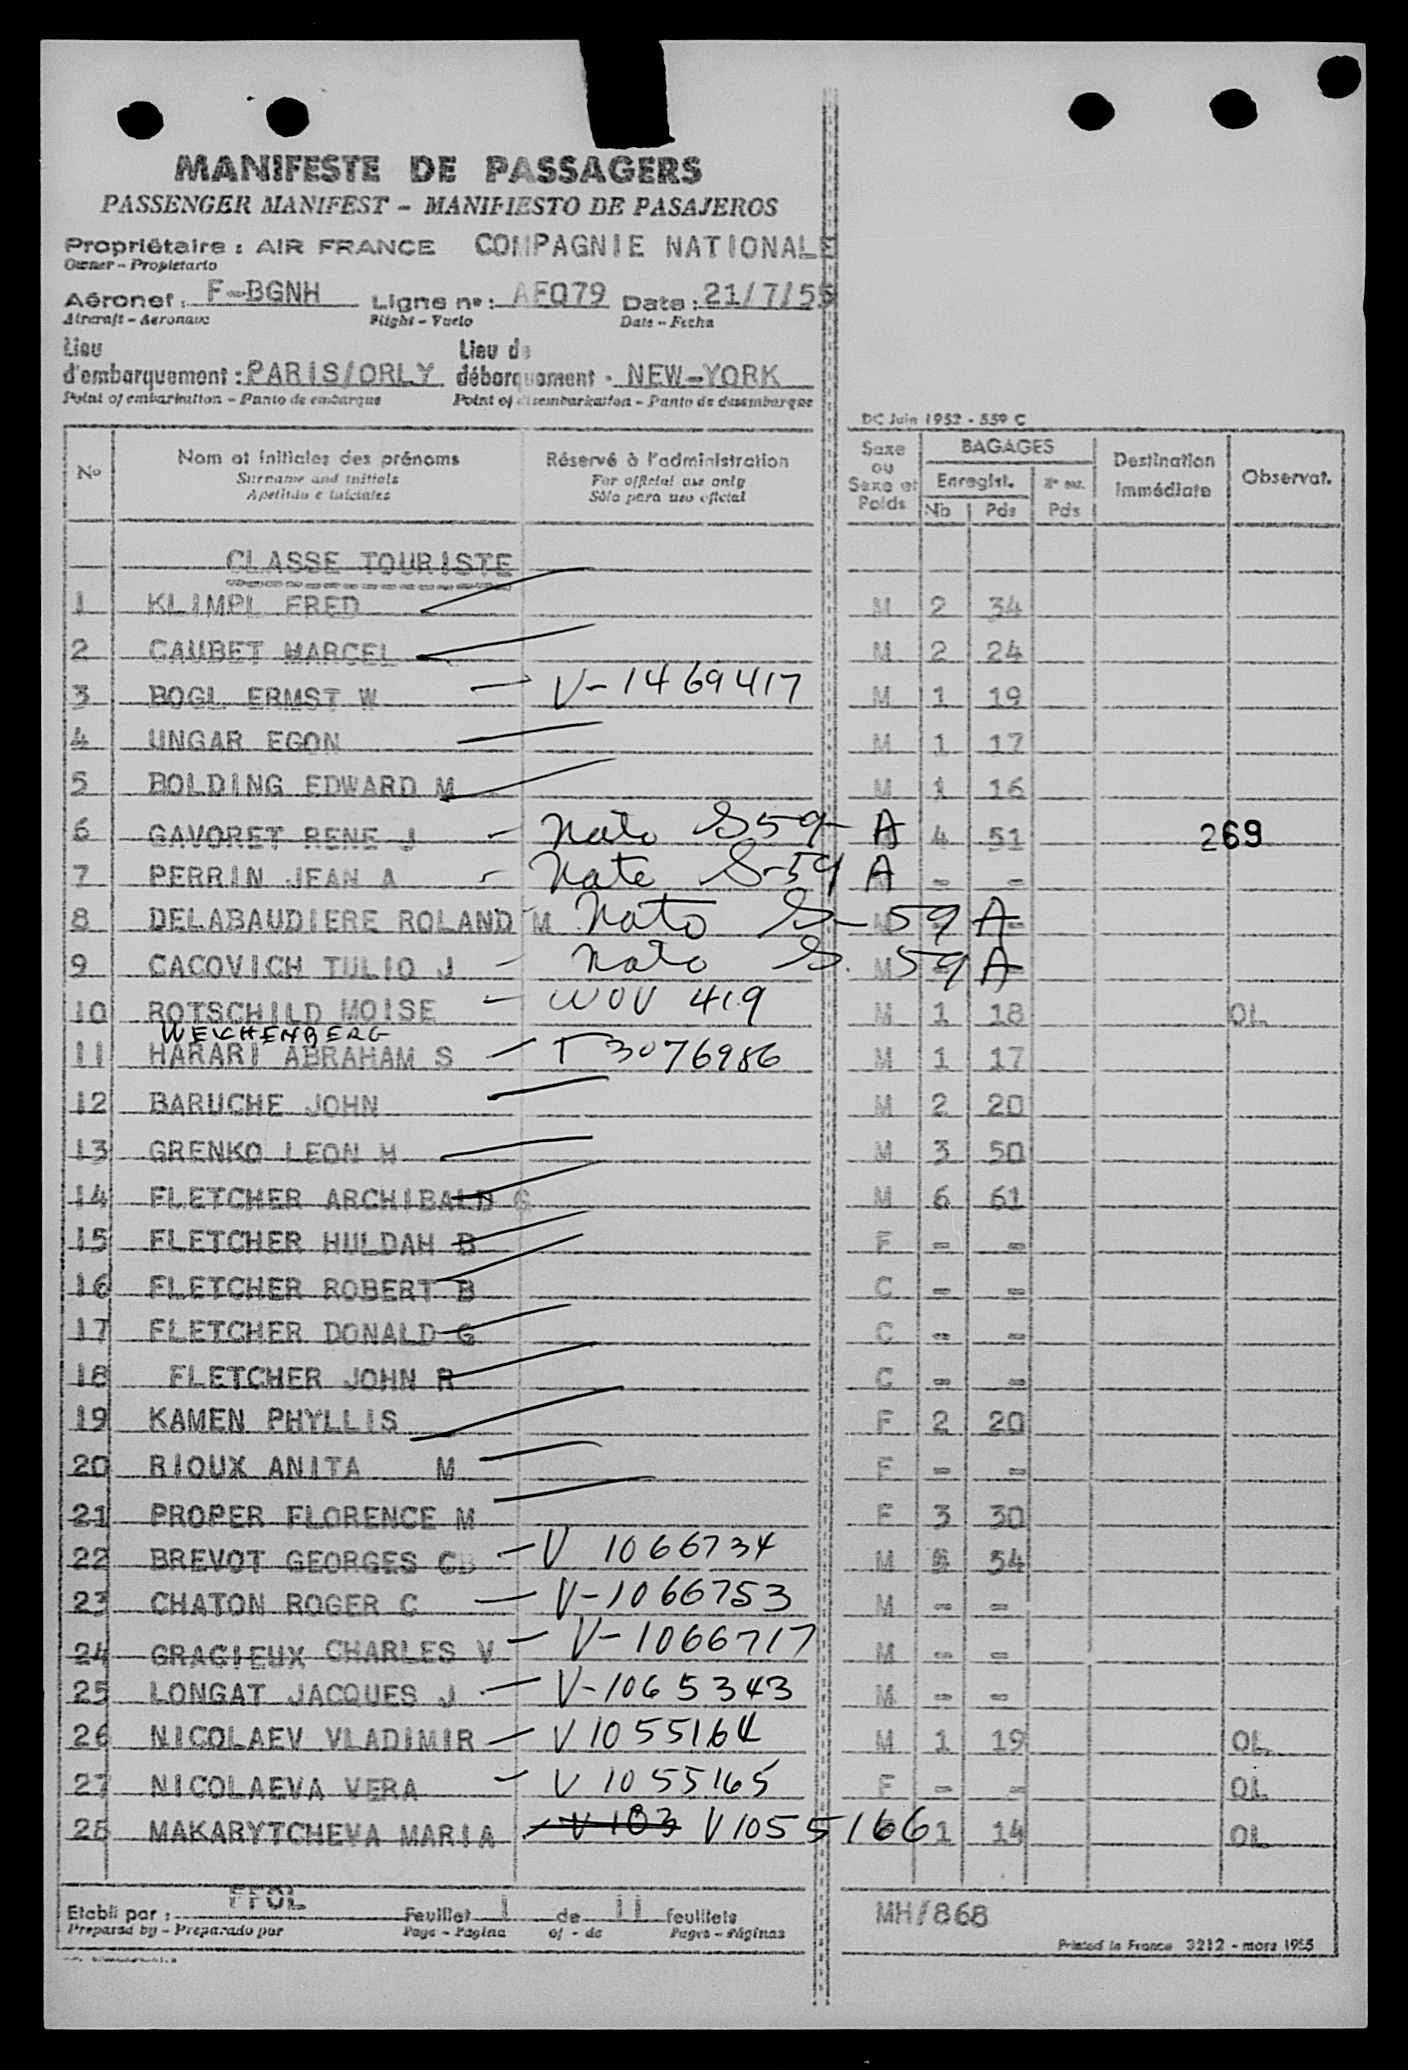 MANIFESTE DE PASSAGERS
PASSENGER MANIFEST – MANIFIESTO DE PASAJEROS
Propriétaire : AIR FRANCE COMPAGNIE NATIONALE
Owner – Propietario
Aéronef : F-BGNH Ligne nº : AF079 Date : 21/7/55
Aircraft – Aeronave Flight – Vuelo Date – Fecha
Lieu Lieu de
d'embarquement : PARIS/ORLY débarquement : NEW-YORK
Point of embarkation – Punto de embarque Point of disembarkation – Punto de desembarque
DC Juin 1952 - 559 C
Nº Nom et initiales des prénoms Réservé à l'administration Sexe ou Sexe et Poids BAGAGES Destination Immédiate Observat.
Surname and initials For official use only Enregist.
Apellido e iniciales Sólo para uso oficial Nb Pds Pds
CLASSE TOURISTE
1 KLIMPL FRED M 2 34
2 CAUBET MARCEL M 2 24
3 BOGL ERMST W V-1469417 M 1 19
4 UNGAR EGON M 1 17
5 BOLDING EDWARD M M 1 16
6 GAVORET RENE J Nato S59-A 4 51 269
7 PERRIN JEAN A Nato S-59 A - -
8 DELABAUDIERE ROLAND M Nato S-59 A M
9 CACOVICH TULIO J Nato S. 59 A M
10 ROTSCHILD MOISE WOV 419 M 1 18 OL
WEICHENBERG
11 HARARI ABRAHAM S T 3076986 M 1 17
12 BARUCHE JOHN M 2 20
13 GRENKO LEON H M 3 50
14 FLETCHER ARCHIBALD G M 6 61
15 FLETCHER HULDAH B F - -
16 FLETCHER ROBERT B C - -
17 FLETCHER DONALD G C - -
18 FLETCHER JOHN R C - -
19 KAMEN PHYLLIS F 2 20
20 RIOUX ANITA M F - -
21 PROPER FLORENCE M F 3 30
22 BREVOT GEORGES CB V 1066734 M 5 54
23 CHATON ROGER C V-1066753 M - -
24 GRAGIEUX CHARLES V V-1066717 M - -
25 LONGAT JACQUES J V-1065343 M - -
26 NICOLAEV VLADIMIR V 1055164 M 1 19 OL
27 NICOLAEVA VERA V 1055165 F - - OL
28 MAKARYTCHEVA MARIA V 103 V1055166 1 14 OL
Etabli par : FFOL Feuillet 1 de 11 feuillets MH/868
Prepared by – Preparado por Page – Página of - de Pages – Páginas
Printed in France 3212 - mars 1955